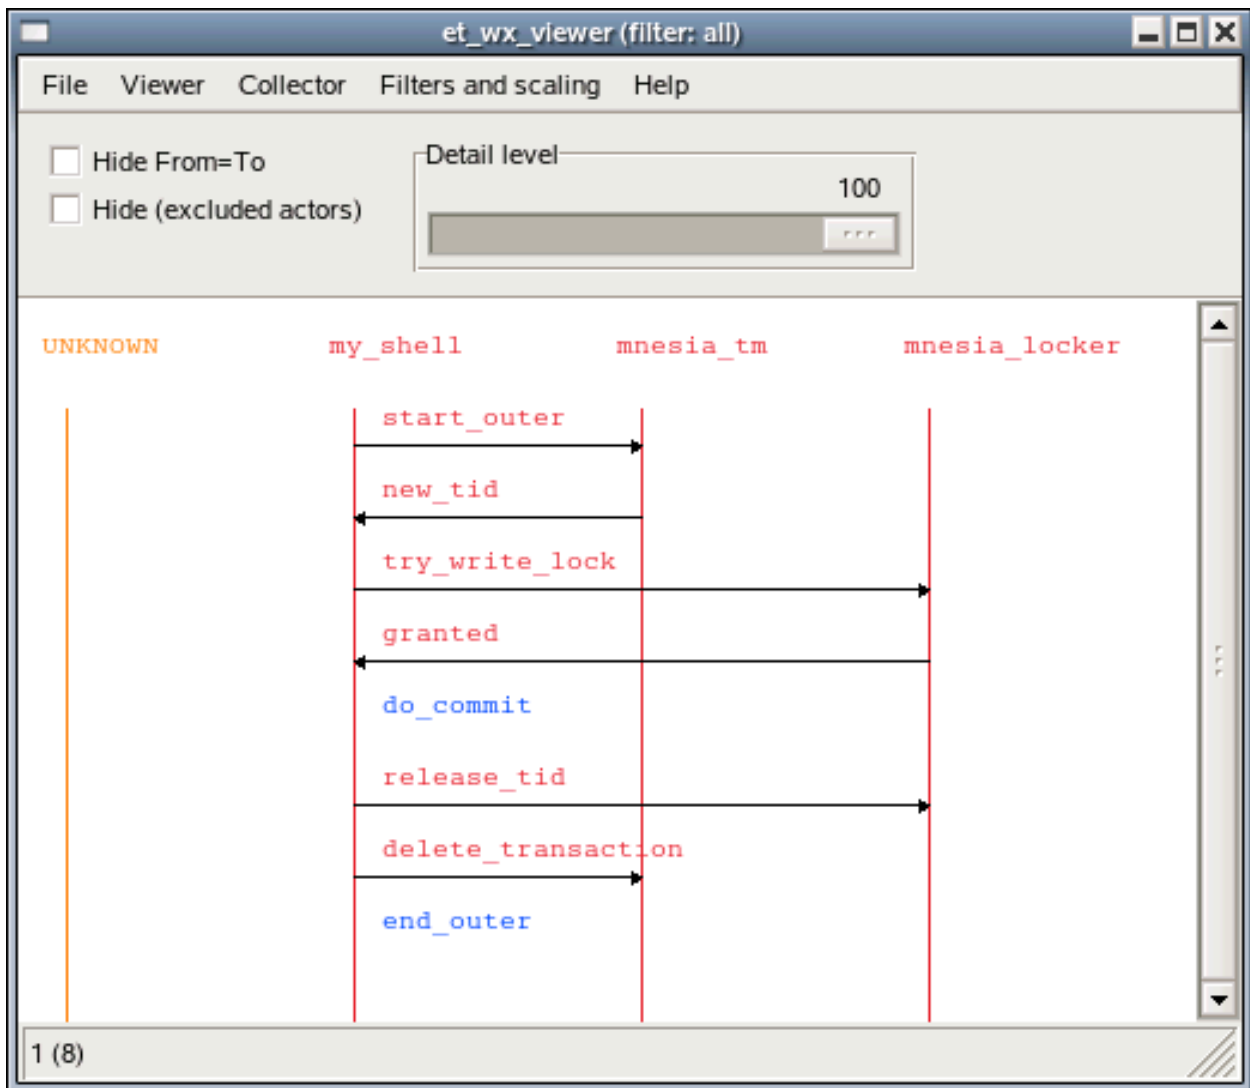 et_wx_viewer (filter: all)
File Viewer Collector Filters and scaling Help
Hide From=To
Hide (excluded actors)
Detail level
100
UNKNOWN my_shell mnesia_tm mnesia_locker
start_outer
new_tid
try_write_lock
granted
do_commit
release_tid
delete_transaction
end_outer
1 (8)